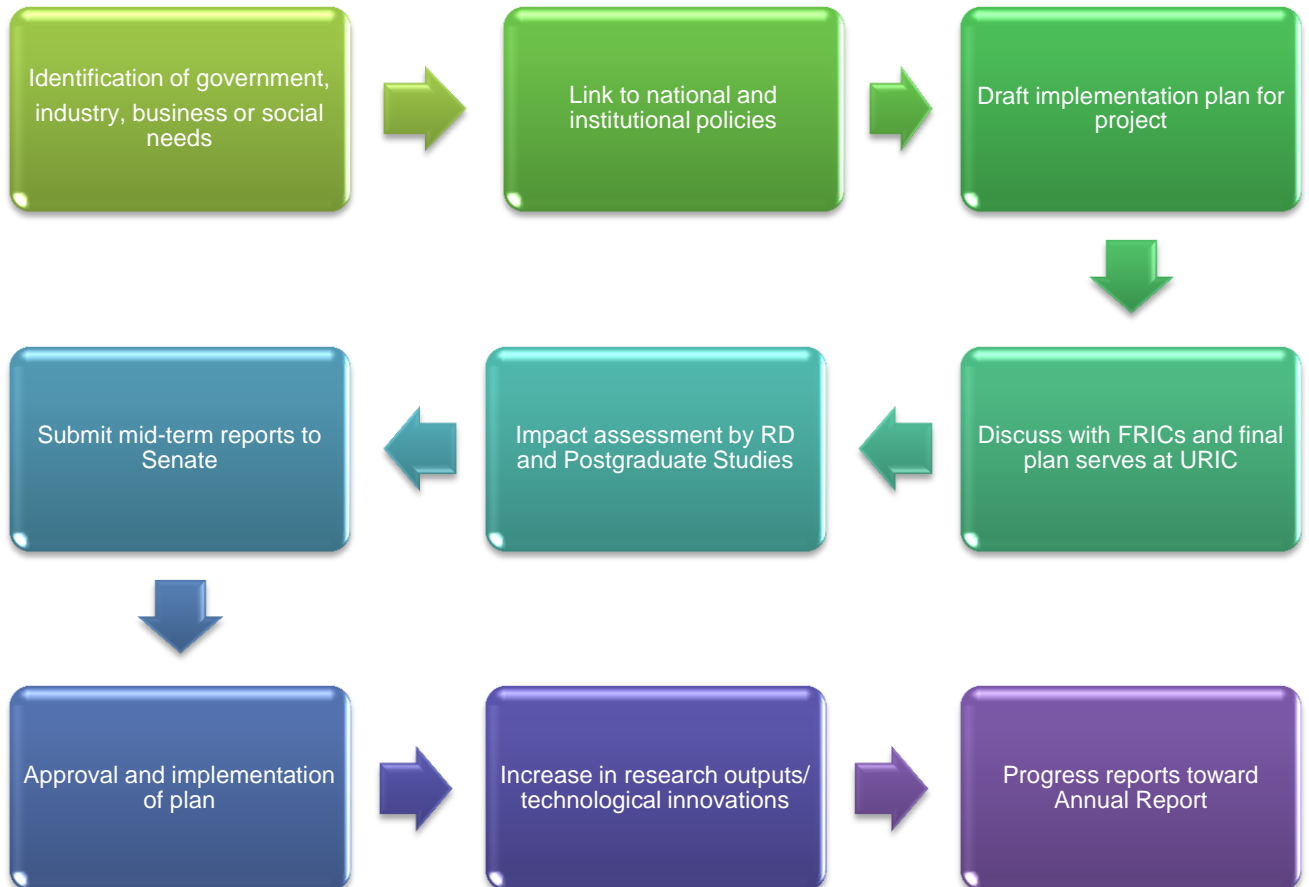 Identification of government,
industry, business or social
needs
Link to national and
institutional policies
Draft implementation plan for
project
Discuss with FRICs and final
plan serves at URIC
Impact assessment by RD
and Postgraduate Studies
Submit mid-term reports to
Senate
Approval and implementation
of plan
Increase in research outputs/
technological innovations
Progress reports toward
Annual Report